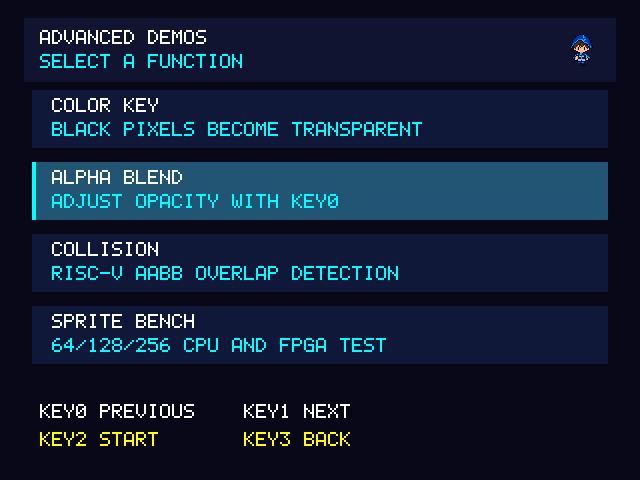 ADVANCED DEMOS
SELECT A FUNCTION
COLOR KEY
BLACK PIXELS BECOME TRANSPARENT
ALPHA BLEND
ADJUST OPACITY WITH KEY0
COLLISION
RISC-V AABB OVERLAP DETECTION
SPRITE BENCH
64/128/256 CPU AND FPGA TEST
KEY0 PREVIOUS KEY1 NEXT
KEY2 START KEY3 BACK